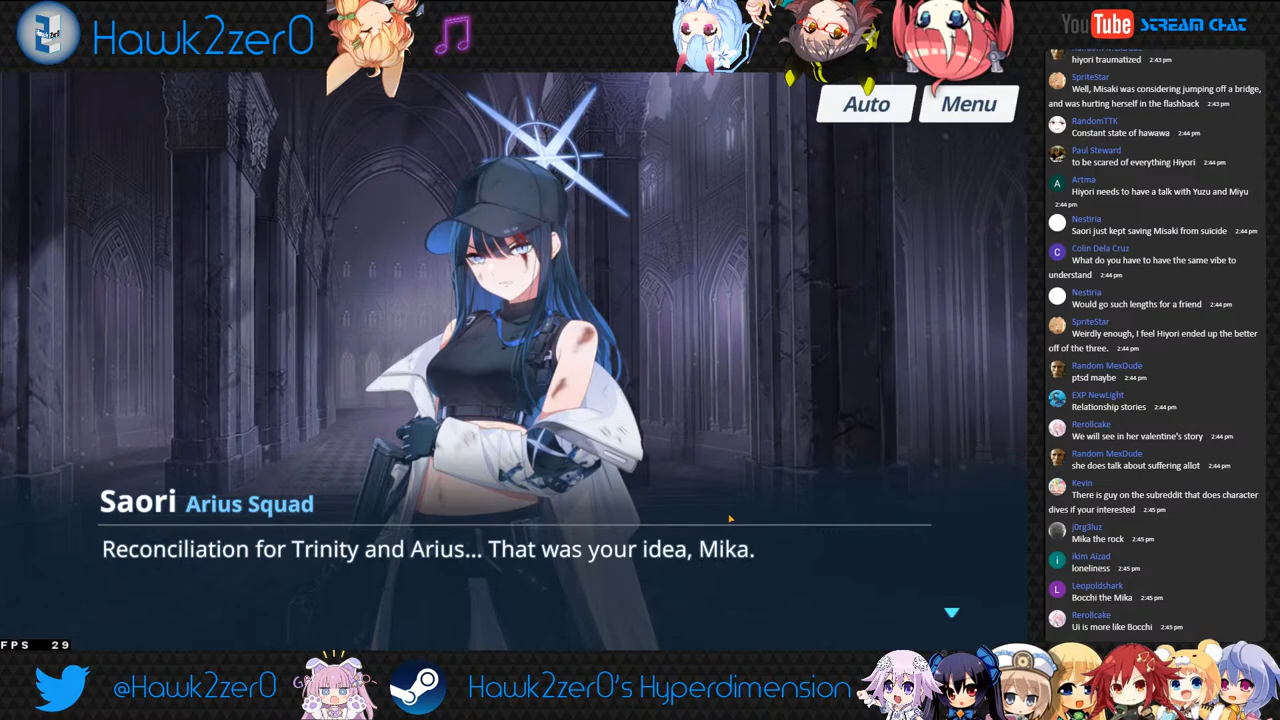 Hawk2zer0
You Tube STREAM CHAT
hiyori traumatized 2:43 pm
SpriteStar
Well, Misaki was considering jumping off a bridge,
and was hurting herself in the flashback 2:43 pm
RandomTTK
Constant state of hawawa 2:44 pm
Paul Steward
to be scared of everything Hiyori 2:44 pm
Artma
A
Hiyori needs to have a talk with Yuzu and Miyu
2:44 pm
Nestiria
Saori just kept saving Misaki from suicide 2:44 pm
Colin Dela Cruz
C
What do you have to have the same vibe to
understand 2:44 pm
Nestiria
Would go such lengths for a friend 2:44 pm
SpriteStar
Weirdly enough, I feel Hiyori ended up the better
off of the three. 2:44 pm
Random MexDude
ptsd maybe 2:44 pm
EXP NewLight
Relationship stories 2:44 pm
Rerollcake
We will see in her valentine's story 2:44 pm
Random MexDude
she does talk about suffering allot 2:44 pm
Kevin
There is guy on the subreddit that does character
dives if your interested 2:45 pm
j0rg3luz
Mika the rock 2:45 pm
ikim Aizad
i
loneliness 2:45 pm
Leopoldshark
L
Bocchi the Mika 2:45 pm
Rerollcake
Ui is more like Bocchi 2:45 pm
Auto
Menu
Saori Arius Squad
Reconciliation for Trinity and Arius... That was your idea, Mika.
FPS 29
@Hawk2zer0
Hawk2zer0's Hyperdimension